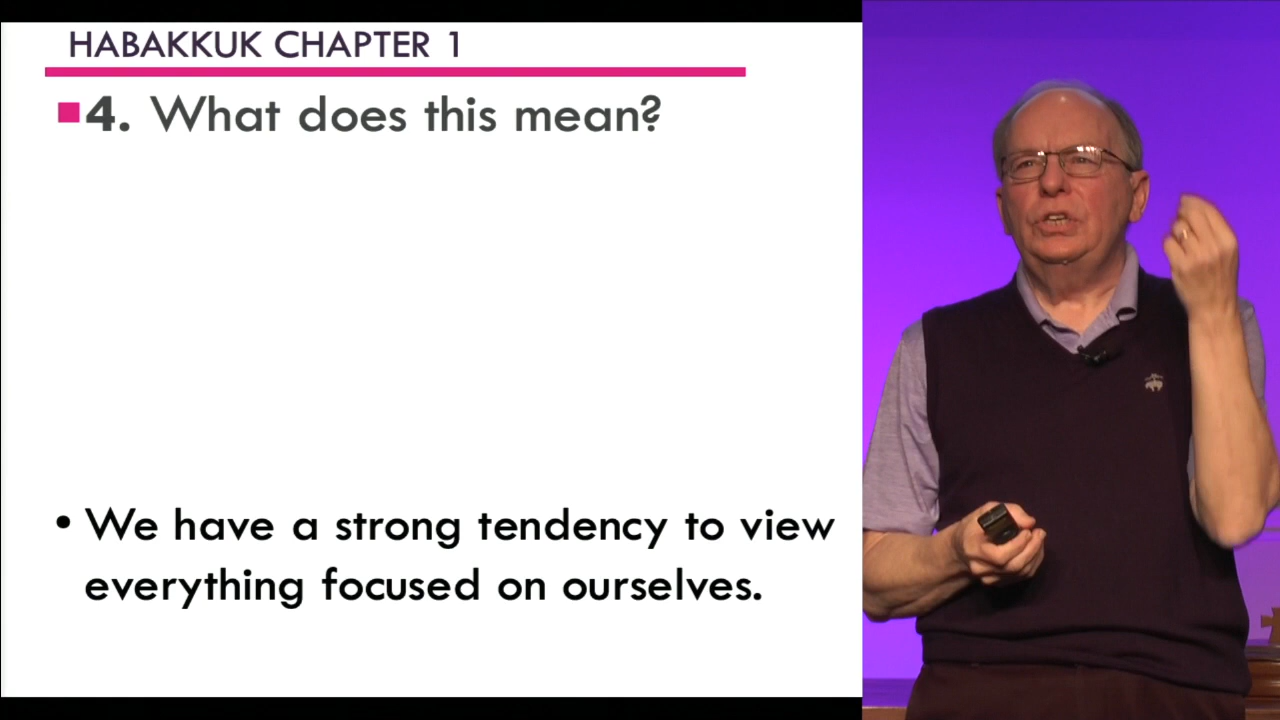 HABAKKUK CHAPTER 1
4. What does this mean?
• We have a strong tendency to view
everything focused on ourselves.